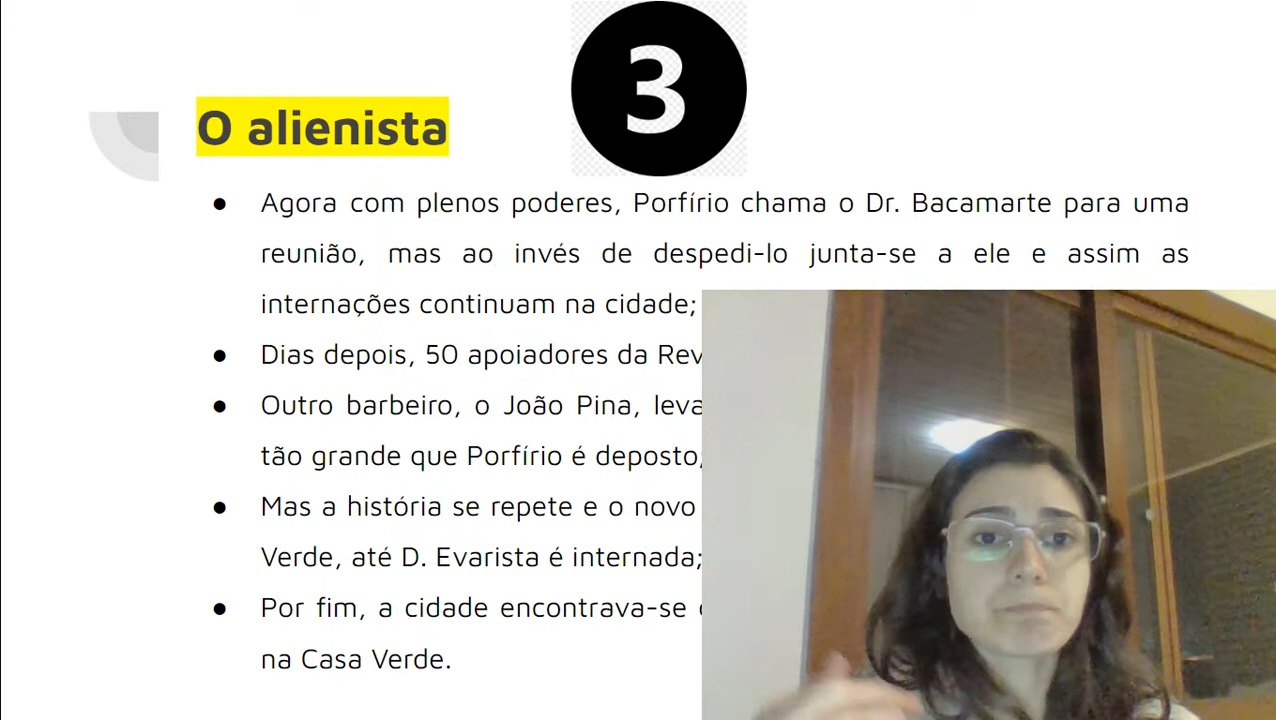 3
O alienista
● Agora com plenos poderes, Porfírio chama o Dr. Bacamarte para uma
reunião, mas ao invés de despedi-lo junta-se a ele e assim as
internações continuam na cidade;
● Dias depois, 50 apoiadores da
● Outro barbeiro, o João Pina,
tão grande que Porfírio é deposto;
● Mas a história se repete e o novo
Verde, até D. Evarista é internada;
● Por fim, a cidade encontrava-se
na Casa Verde.